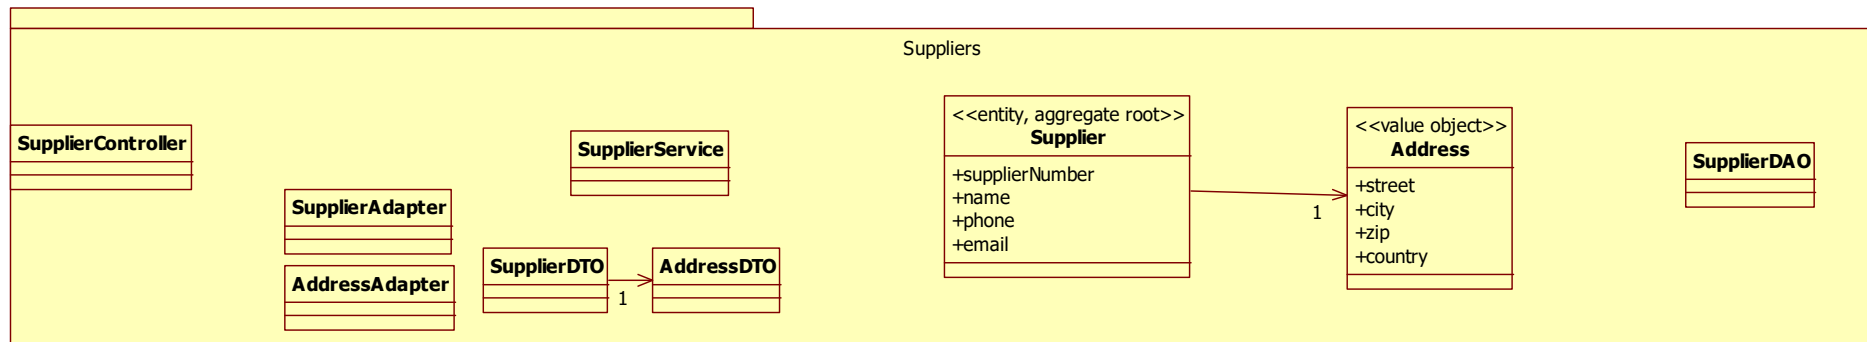 Suppliers
SupplierController
SupplierAdapter
AddressAdapter
SupplierService
SupplierDTO
1
AddressDTO
<<entity, aggregate root>>
Supplier
+supplierNumber
+name
+phone
+email
1
<<value object>>
Address
+street
+city
+zip
+country
SupplierDAO